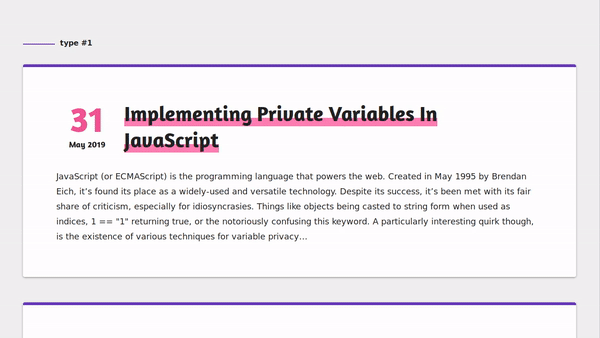 type #1
31
May 2019
Implementing Private Variables In
JavaScript
JavaScript (or ECMAScript) is the programming language that powers the web. Created in May 1995 by Brendan
Eich, it's found its place as a widely-used and versatile technology. Despite its success, it's been met with its fair
share of criticism, especially for idiosyncrasies. Things like objects being casted to string form when used as
indices, 1 == "1" returning true, or the notoriously confusing this keyword. A particularly interesting quirk though,
is the existence of various techniques for variable privacy...